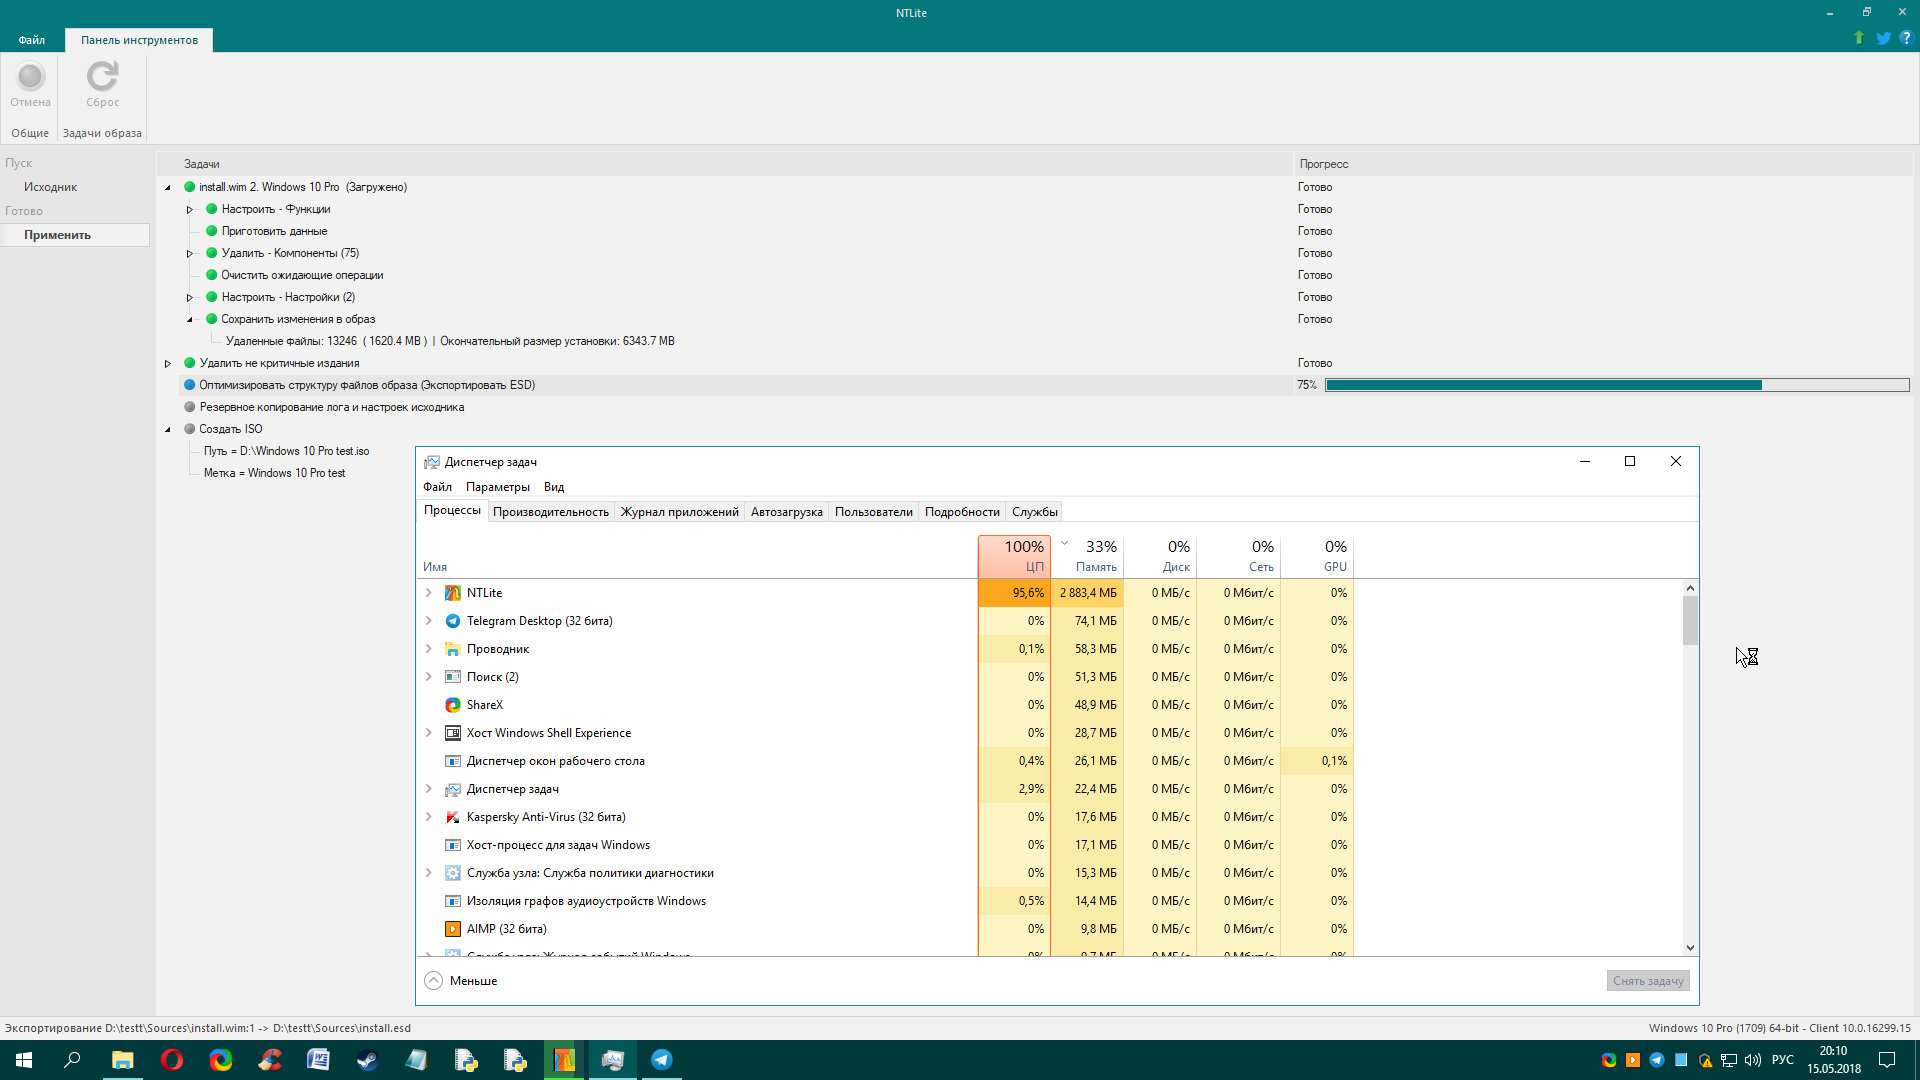 NTLite
Файл
Панель инструментов
Отмена
Сброс
Общие
Задачи образа
Пуск
Исходник
Готово
Применить
Задачи Прогресс
install.wim 2. Windows 10 Pro (Загружено) Готово
Настроить - Функции Готово
Приготовить данные Готово
Удалить - Компоненты (75) Готово
Очистить ожидающие операции Готово
Настроить - Настройки (2) Готово
Сохранить изменения в образ Готово
Удаленные файлы: 13246 ( 1620.4 MB ) | Окончательный размер установки: 6343.7 MB
Удалить не критичные издания Готово
Оптимизировать структуру файлов образа (Экспортировать ESD) 75%
Резервное копирование лога и настроек исходника
Создать ISO
Путь = D:\Windows 10 Pro test.iso
Метка = Windows 10 Pro test
Диспетчер задач
Файл Параметры Вид
Процессы Производительность Журнал приложений Автозагрузка Пользователи Подробности Службы
100% 33% 0% 0% 0%
Имя ЦП Память Диск Сеть GPU
NTLite 95,6% 2 883,4 МБ 0 МБ/с 0 Мбит/с 0%
Telegram Desktop (32 бита) 0% 74,1 МБ 0 МБ/с 0 Мбит/с 0%
Проводник 0,1% 58,3 МБ 0 МБ/с 0 Мбит/с 0%
Поиск (2) 0% 51,3 МБ 0 МБ/с 0 Мбит/с 0%
ShareX 0% 48,9 МБ 0 МБ/с 0 Мбит/с 0%
Хост Windows Shell Experience 0% 28,7 МБ 0 МБ/с 0 Мбит/с 0%
Диспетчер окон рабочего стола 0,4% 26,1 МБ 0 МБ/с 0 Мбит/с 0,1%
Диспетчер задач 2,9% 22,4 МБ 0 МБ/с 0 Мбит/с 0%
Kaspersky Anti-Virus (32 бита) 0% 17,6 МБ 0 МБ/с 0 Мбит/с 0%
Хост-процесс для задач Windows 0% 17,1 МБ 0 МБ/с 0 Мбит/с 0%
Служба узла: Служба политики диагностики 0% 15,3 МБ 0 МБ/с 0 Мбит/с 0%
Изоляция графов аудиоустройств Windows 0,5% 14,4 МБ 0 МБ/с 0 Мбит/с 0%
AIMP (32 бита) 0% 9,8 МБ 0 МБ/с 0 Мбит/с 0%
Служба узла: Журнал событий Windows 0% 9,7 МБ 0 МБ/с 0 Мбит/с 0%
Меньше
Снять задачу
Экспортирование D:\testt\Sources\install.wim:1 -> D:\testt\Sources\install.esd
Windows 10 Pro (1709) 64-bit - Client 10.0.16299.15
РУС
20:10
15.05.2018